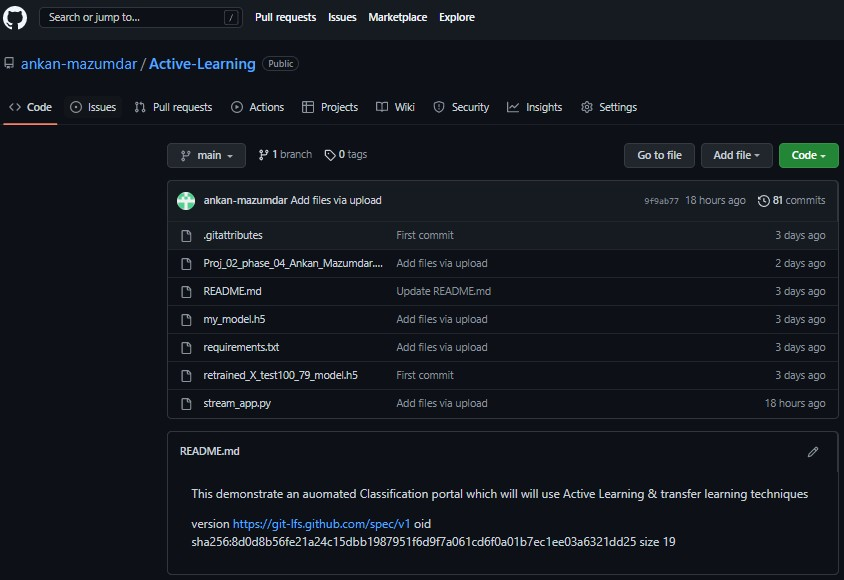 Search or jump to... /
Pull requests Issues Marketplace Explore
ankan-mazumdar / Active-Learning Public
<> Code Issues Pull requests Actions Projects Wiki Security Insights Settings
main 1 branch 0 tags Go to file Add file Code
ankan-mazumdar Add files via upload 9f9ab77 18 hours ago 81 commits
.gitattributes First commit 3 days ago
Proj_02_phase_04_Ankan_Mazumdar.... Add files via upload 2 days ago
README.md Update README.md 3 days ago
my_model.h5 Add files via upload 3 days ago
requirements.txt Add files via upload 3 days ago
retrained_X_test100_79_model.h5 First commit 3 days ago
stream_app.py Add files via upload 18 hours ago
README.md
This demonstrate an auomated Classification portal which will will use Active Learning & transfer learning techniques
version https://git-lfs.github.com/spec/v1 oid
sha256:8d0d8b56fe21a24c15dbb1987951f6d9f7a061cd6f0a01b7ec1ee03a6321dd25 size 19